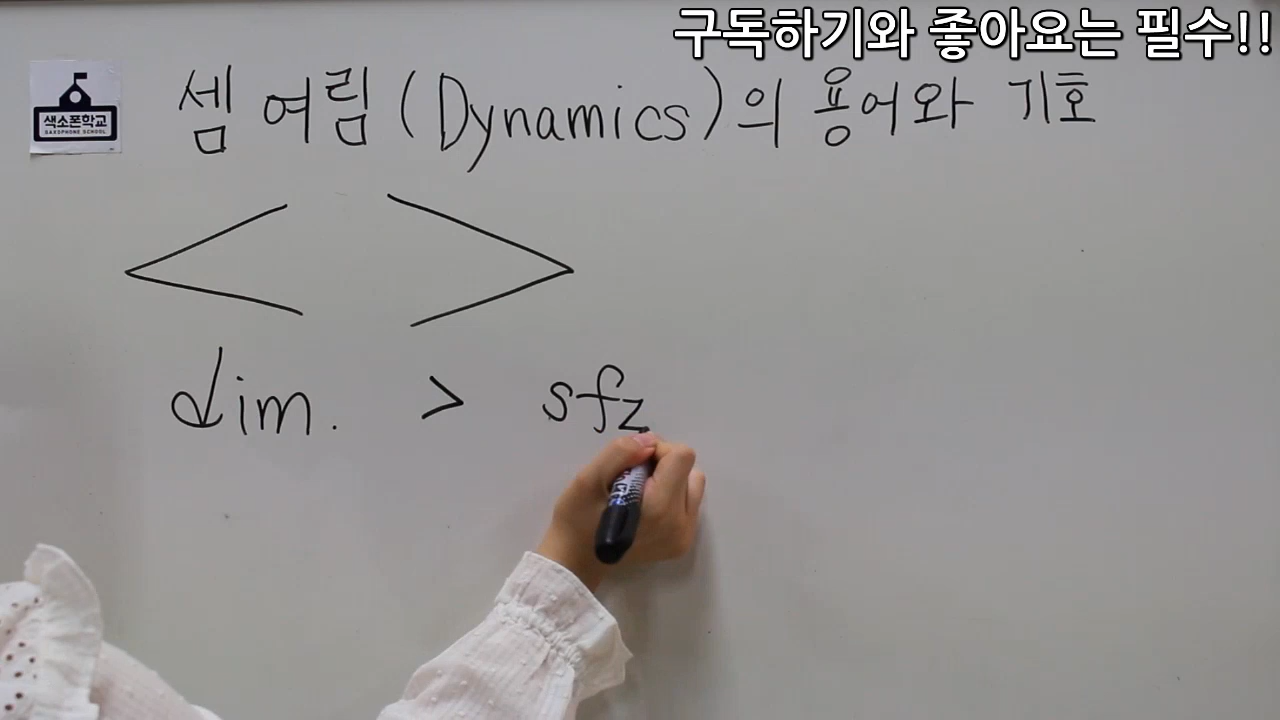 구독하기와 좋아요는 필수!!
색소폰학교
SAXOPHONE SCHOOL
셈 여림 (Dynamics)의 용어와 기호
dim. > sfz